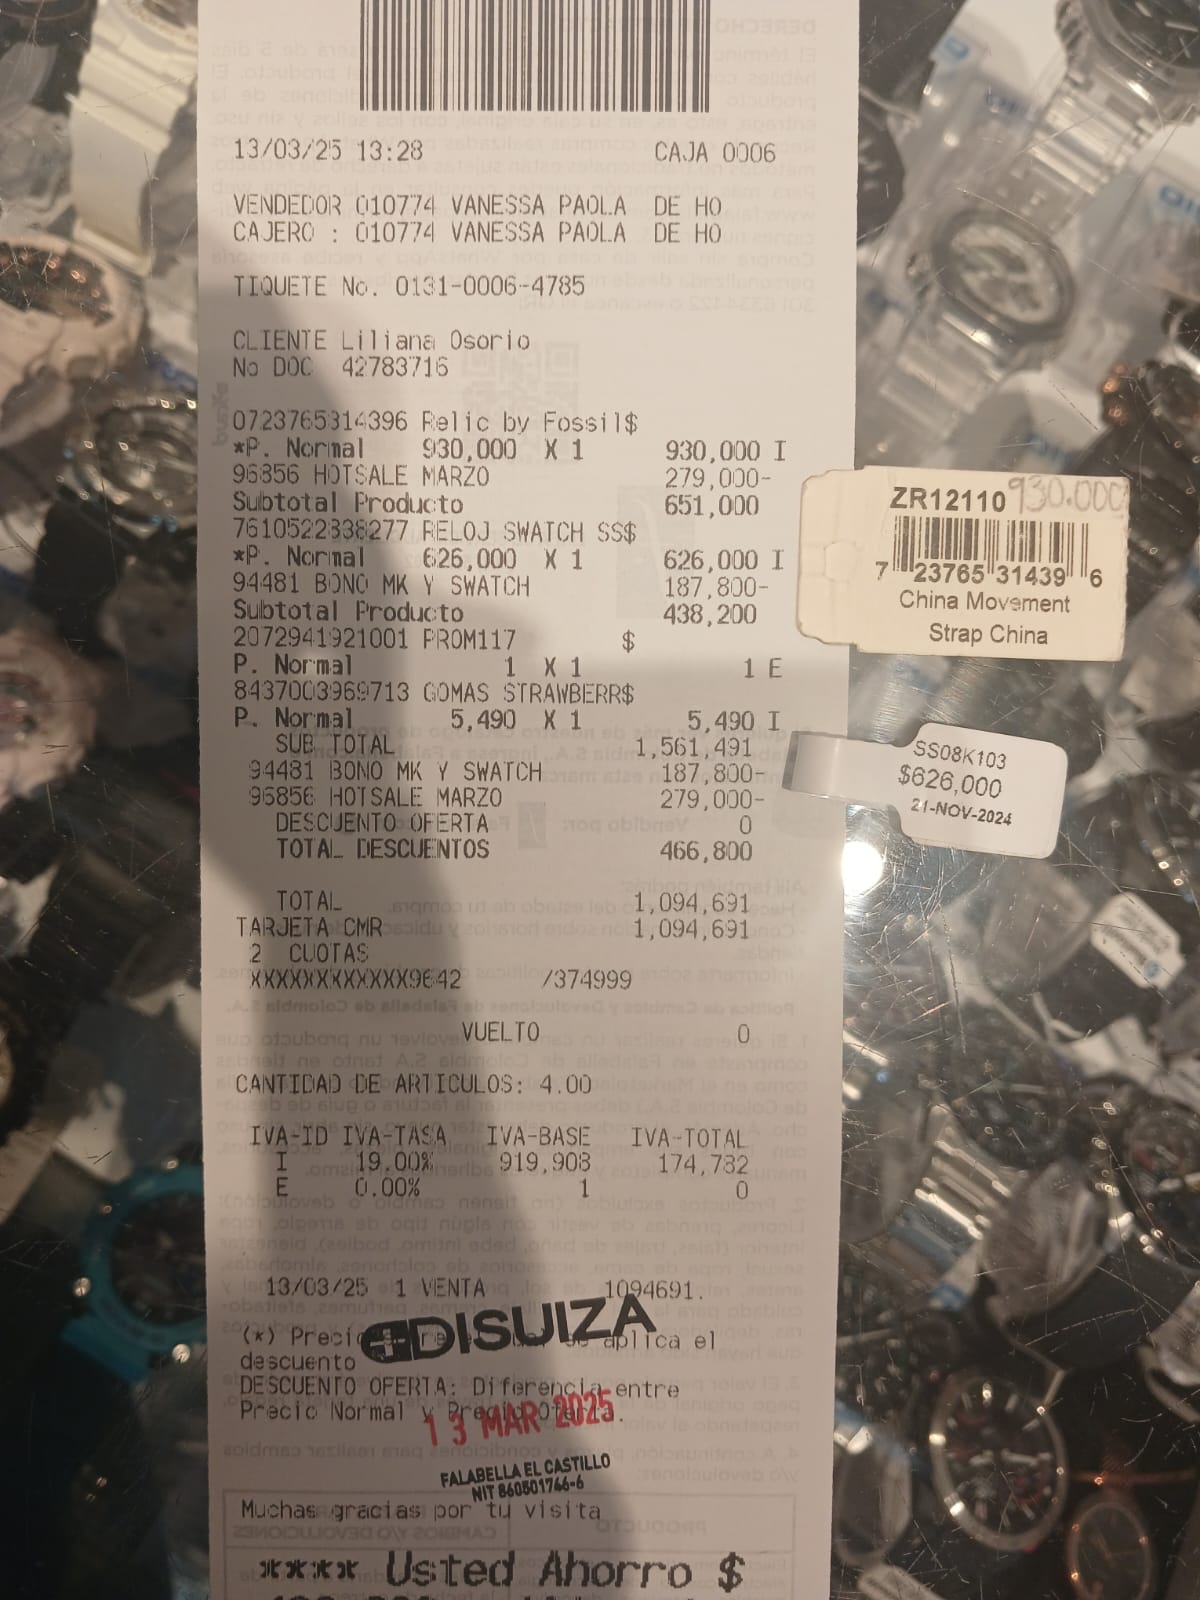 13/03/25 13:28 CAJA 0006
VENDEDOR 010774 VANESSA PAOLA DE HO
CAJERO : 010774 VANESSA PAOLA DE HO
TIQUETE No. 0131-0006-4785
CLIENTE Liliana Osorio
No DOC 42783716
0723765314396 Relic by Fossil$
*P. Normal 930,000 X 1 930,000 I
96856 HOTSALE MARZO 279,000-
Subtotal Producto 651,000
7610522838277 RELOJ SWATCH SS$
*P. Normal 626,000 X 1 626,000 I
94481 BONO MK Y SWATCH 187,800-
Subtotal Producto 438,200
2072941921001 PROM117 $
P. Normal 1 X 1 1 E
8437003969713 GOMAS STRAWBERR$
P. Normal 5,490 X 1 5,490 I
SUB TOTAL 1,561,491
94481 BONO MK Y SWATCH 187,800-
96856 HOTSALE MARZO 279,000-
DESCUENTO OFERTA 0
TOTAL DESCUENTOS 466,800
TOTAL 1,094,691
TARJETA CMR 1,094,691
2 CUOTAS
XXXXXXXXXXXX9642 /374999
VUELTO 0
CANTIDAD DE ARTICULOS: 4.00
IVA-ID IVA-TASA IVA-BASE IVA-TOTAL
I 19.00% 919,908 174,782
E 0.00% 1 0
13/03/25 1 VENTA 1094691.
DISUIZA
(*) Precio aplica el
descuento
DESCUENTO OFERTA: Diferencia entre
Precio Normal y Precio Oferta.
13 MAR 2025
FALABELLA EL CASTILLO
NIT 860501766-6
Muchas gracias por tu visita
**** Usted Ahorro $
ZR12110 930.000
7 23765 31439 6
China Movement
Strap China
SS08K103
$626,000
21-NOV-2024